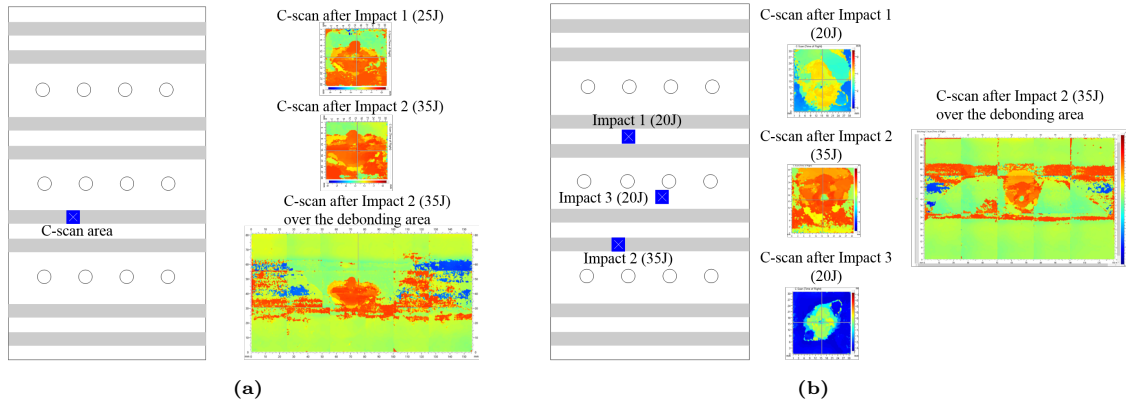 C-scan after Impact 1 (25J)
C-scan after Impact 2 (35J)
C-scan after Impact 2 (35J)
over the debonding area
C-scan area
(a)
C-scan after Impact 1
(20J)
Impact 1 (20J)
C-scan after Impact 2
(35J)
Impact 3 (20J)
Impact 2 (35J)
C-scan after Impact 3
(20J)
C-scan after Impact 2 (35J)
over the debonding area
(b)